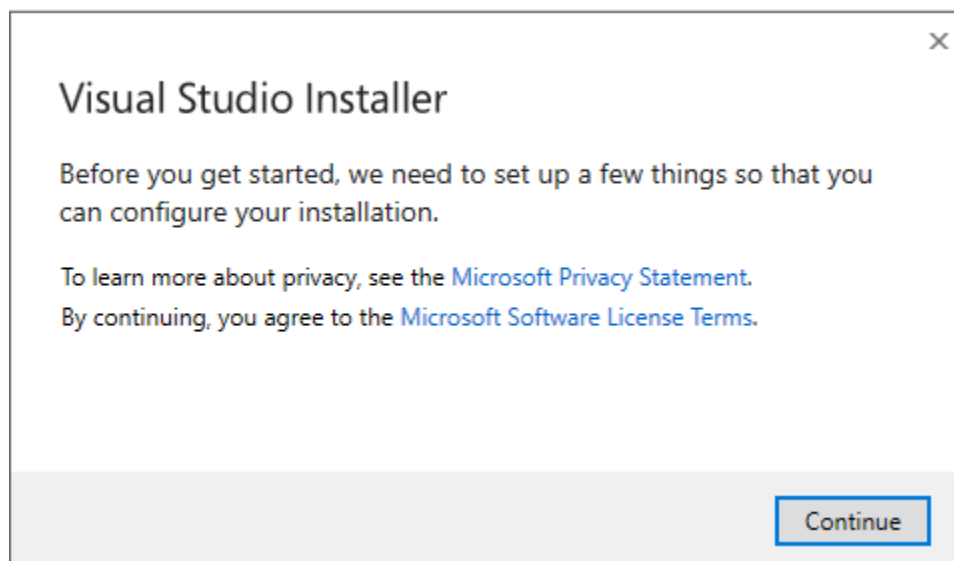 Visual Studio Installer
Before you get started, we need to set up a few things so that you
can configure your installation.
To learn more about privacy, see the Microsoft Privacy Statement.
By continuing, you agree to the Microsoft Software License Terms.
Continue